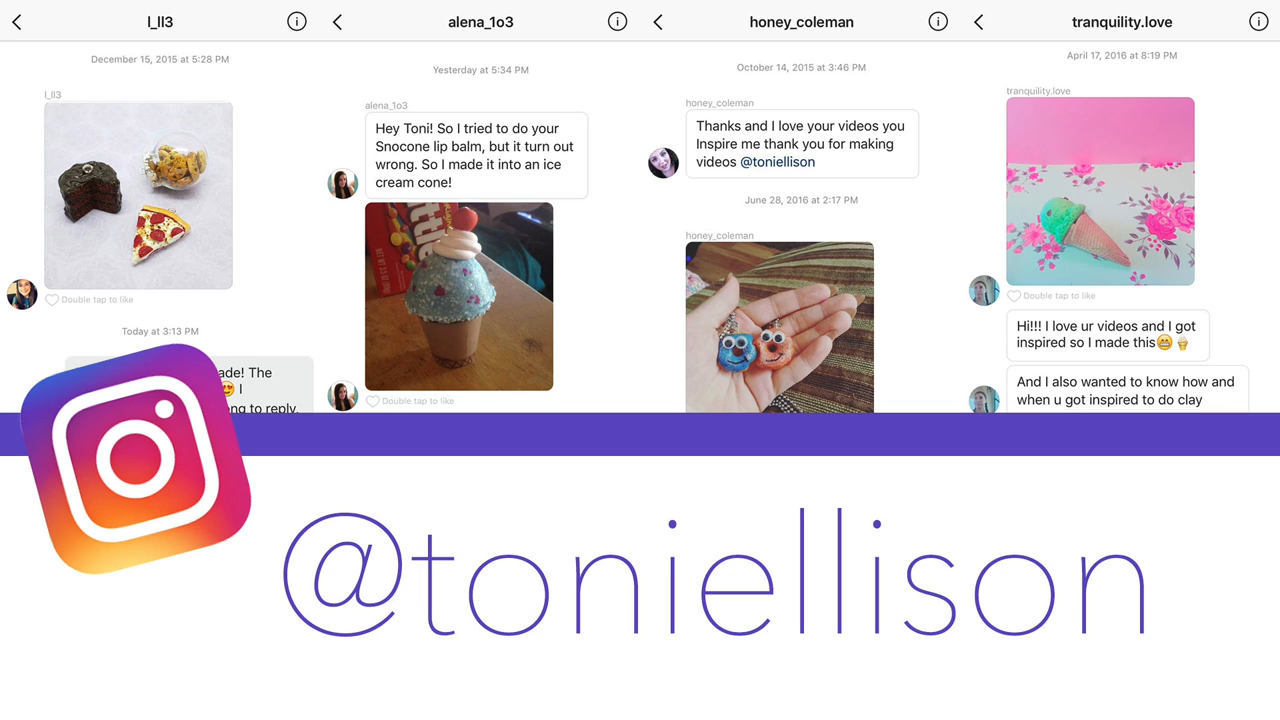 l_ll3
December 15, 2015 at 5:28 PM
l_ll3
Double tap to like
Today at 3:13 PM
ade! The
I
ng to reply.
alena_1o3
Yesterday at 5:34 PM
alena_1o3
Hey Toni! So I tried to do your
Snocone lip balm, but it turn out
wrong. So I made it into an ice
cream cone!
Double tap to like
honey_coleman
October 14, 2015 at 3:46 PM
honey_coleman
Thanks and I love your videos you
Inspire me thank you for making
videos @toniellison
June 28, 2016 at 2:17 PM
honey_coleman
tranquility.love
April 17, 2016 at 8:19 PM
tranquility.love
Double tap to like
Hi!!! I love ur videos and I got
inspired so I made this😁🍦
And I also wanted to know how and
when u got inspired to do clay
@toniellison